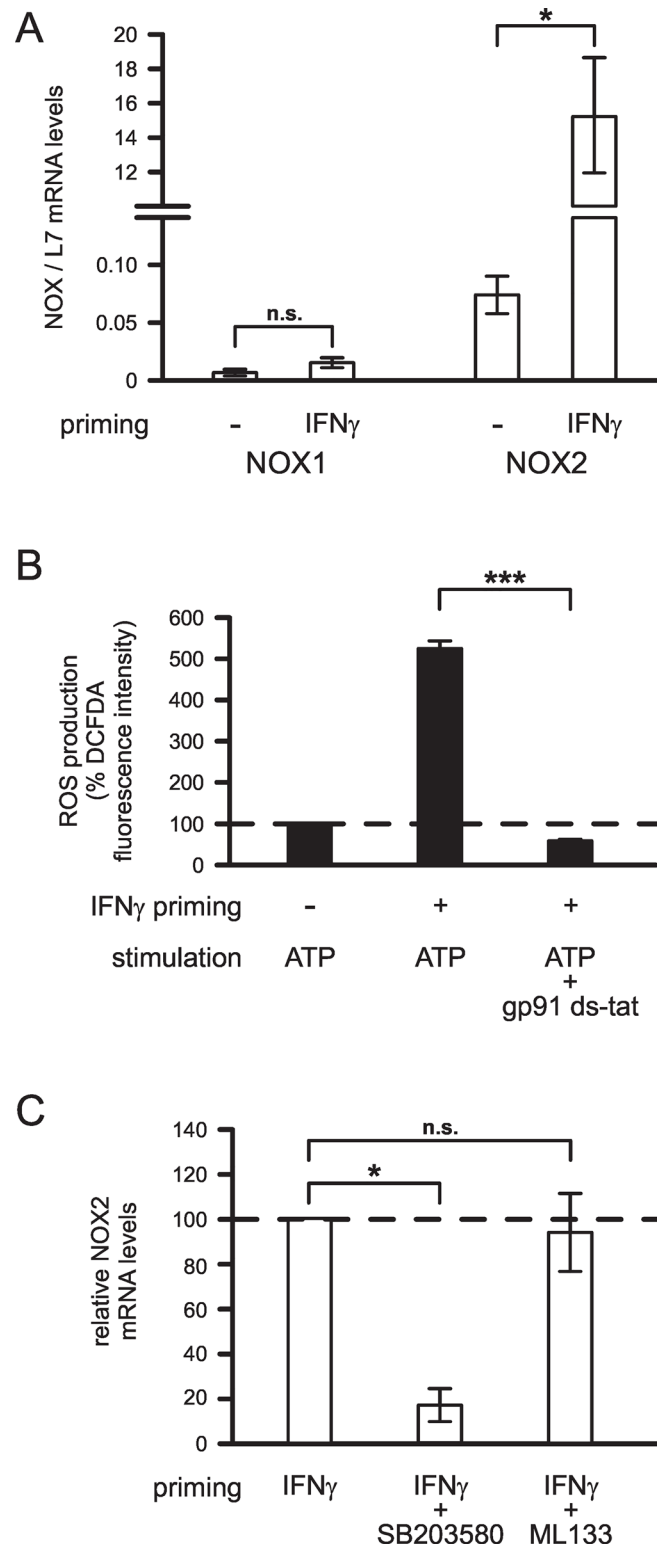 A
NOX / L7 mRNA levels
20
18
16
14
12
0.10
0.05
0
n.s.
*
priming - IFNγ - IFNγ
NOX1 NOX2
B
ROS production
(% DCFDA
fluorescence intensity)
600
500
400
300
200
100
0
***
IFNγ priming - + +
stimulation ATP ATP ATP
+
gp91 ds-tat
C
relative NOX2
mRNA levels
140
120
100
80
60
40
20
0
n.s.
*
priming IFNγ IFNγ IFNγ
+ +
SB203580 ML133